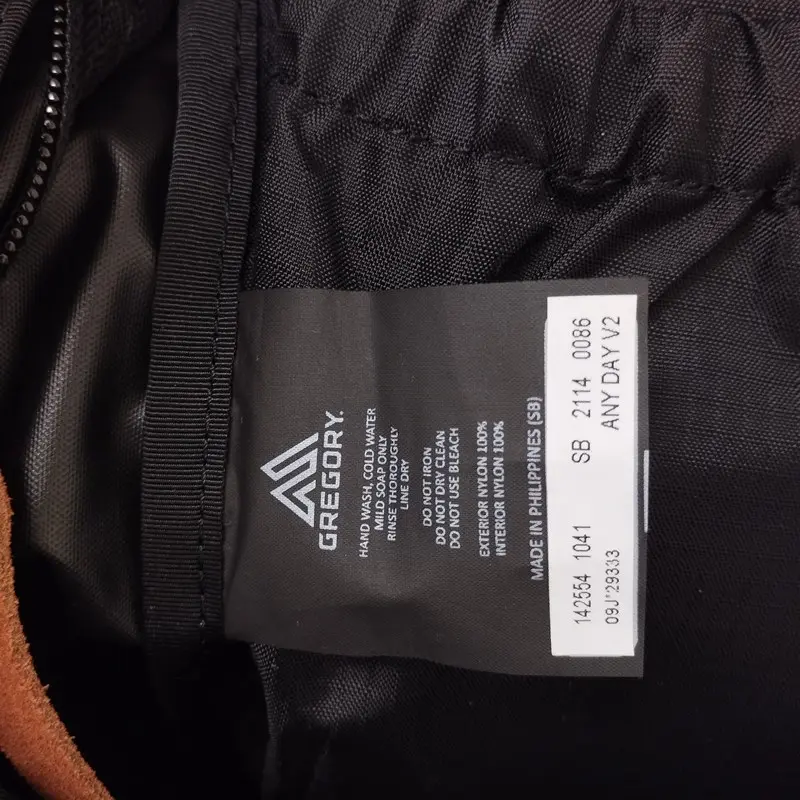 GREGORY.
HAND WASH, COLD WATER
MILD SOAP ONLY
RINSE THOROUGHLY
LINE DRY
DO NOT IRON
DO NOT DRY CLEAN
DO NOT USE BLEACH
EXTERIOR NYLON 100%
INTERIOR NYLON 100%
MADE IN PHILIPPINES (SB)
142554 1041 SB 2114 0086
09J*29333 ANY DAY V2